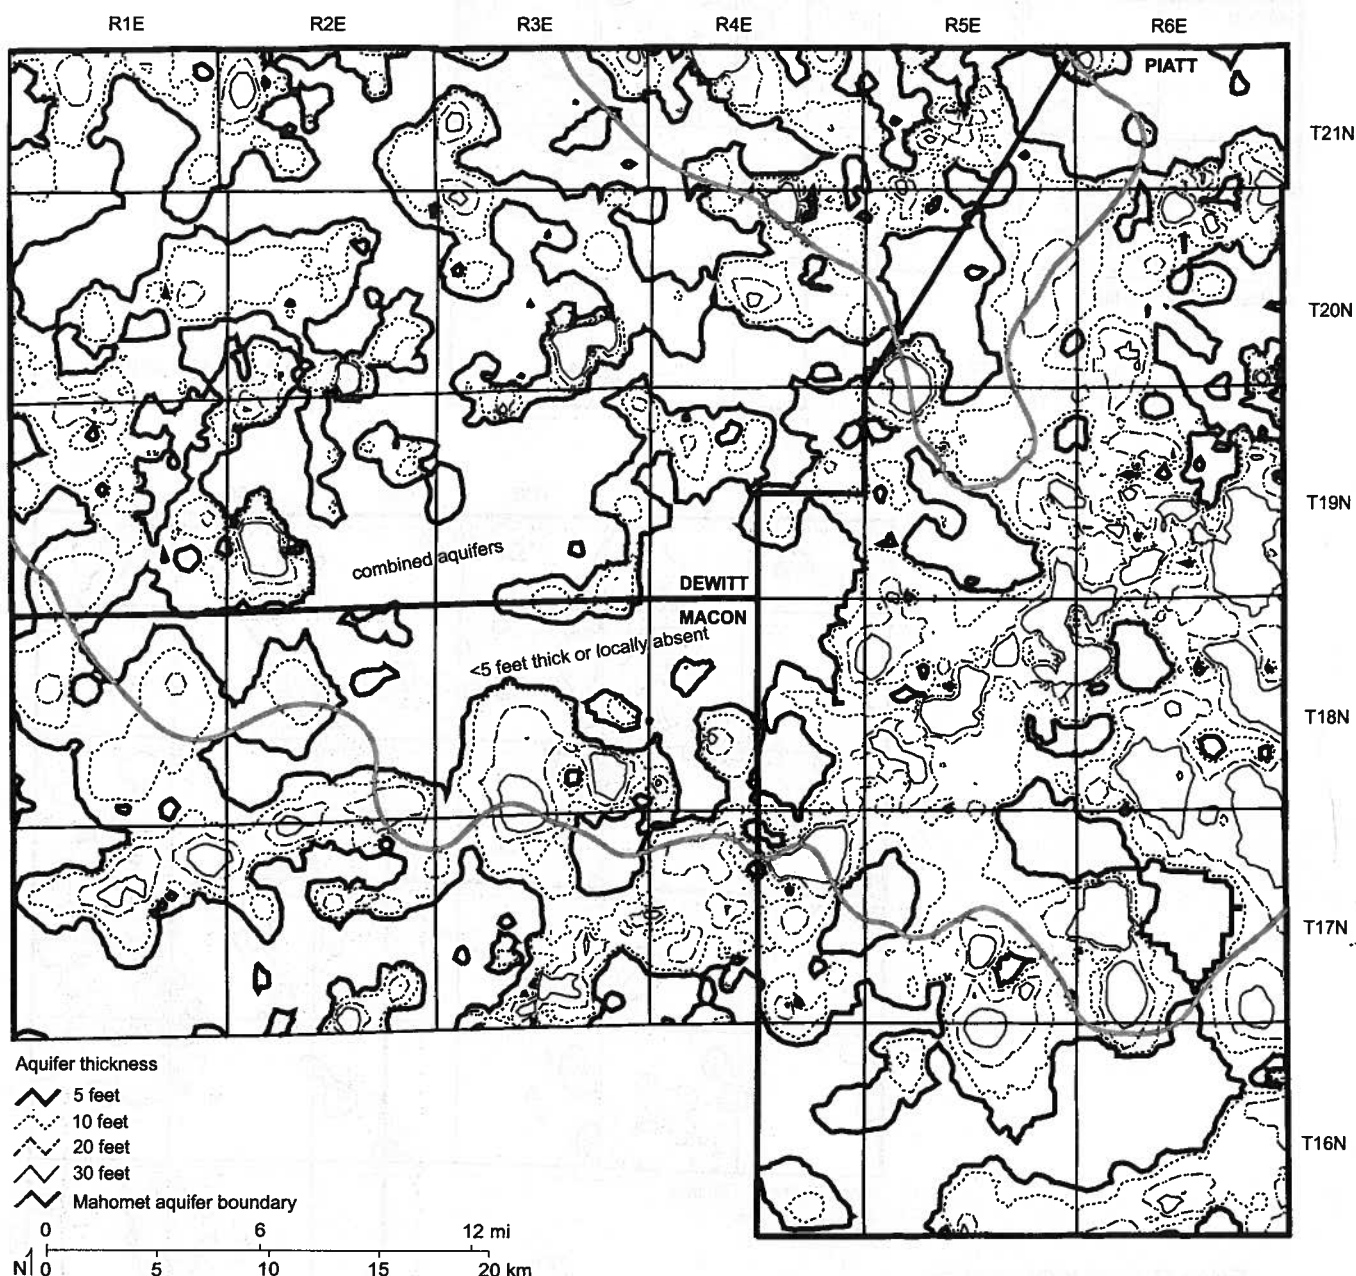 R1E R2E R3E R4E R5E R6E
PIATT
T21N
T20N
T19N
combined aquifers
DEWITT
MACON
<5 feet thick or locally absent
T18N
T17N
Aquifer thickness
5 feet
10 feet
20 feet
30 feet
Mahomet aquifer boundary
T16N
0 6 12 mi
N 0 5 10 15 20 km